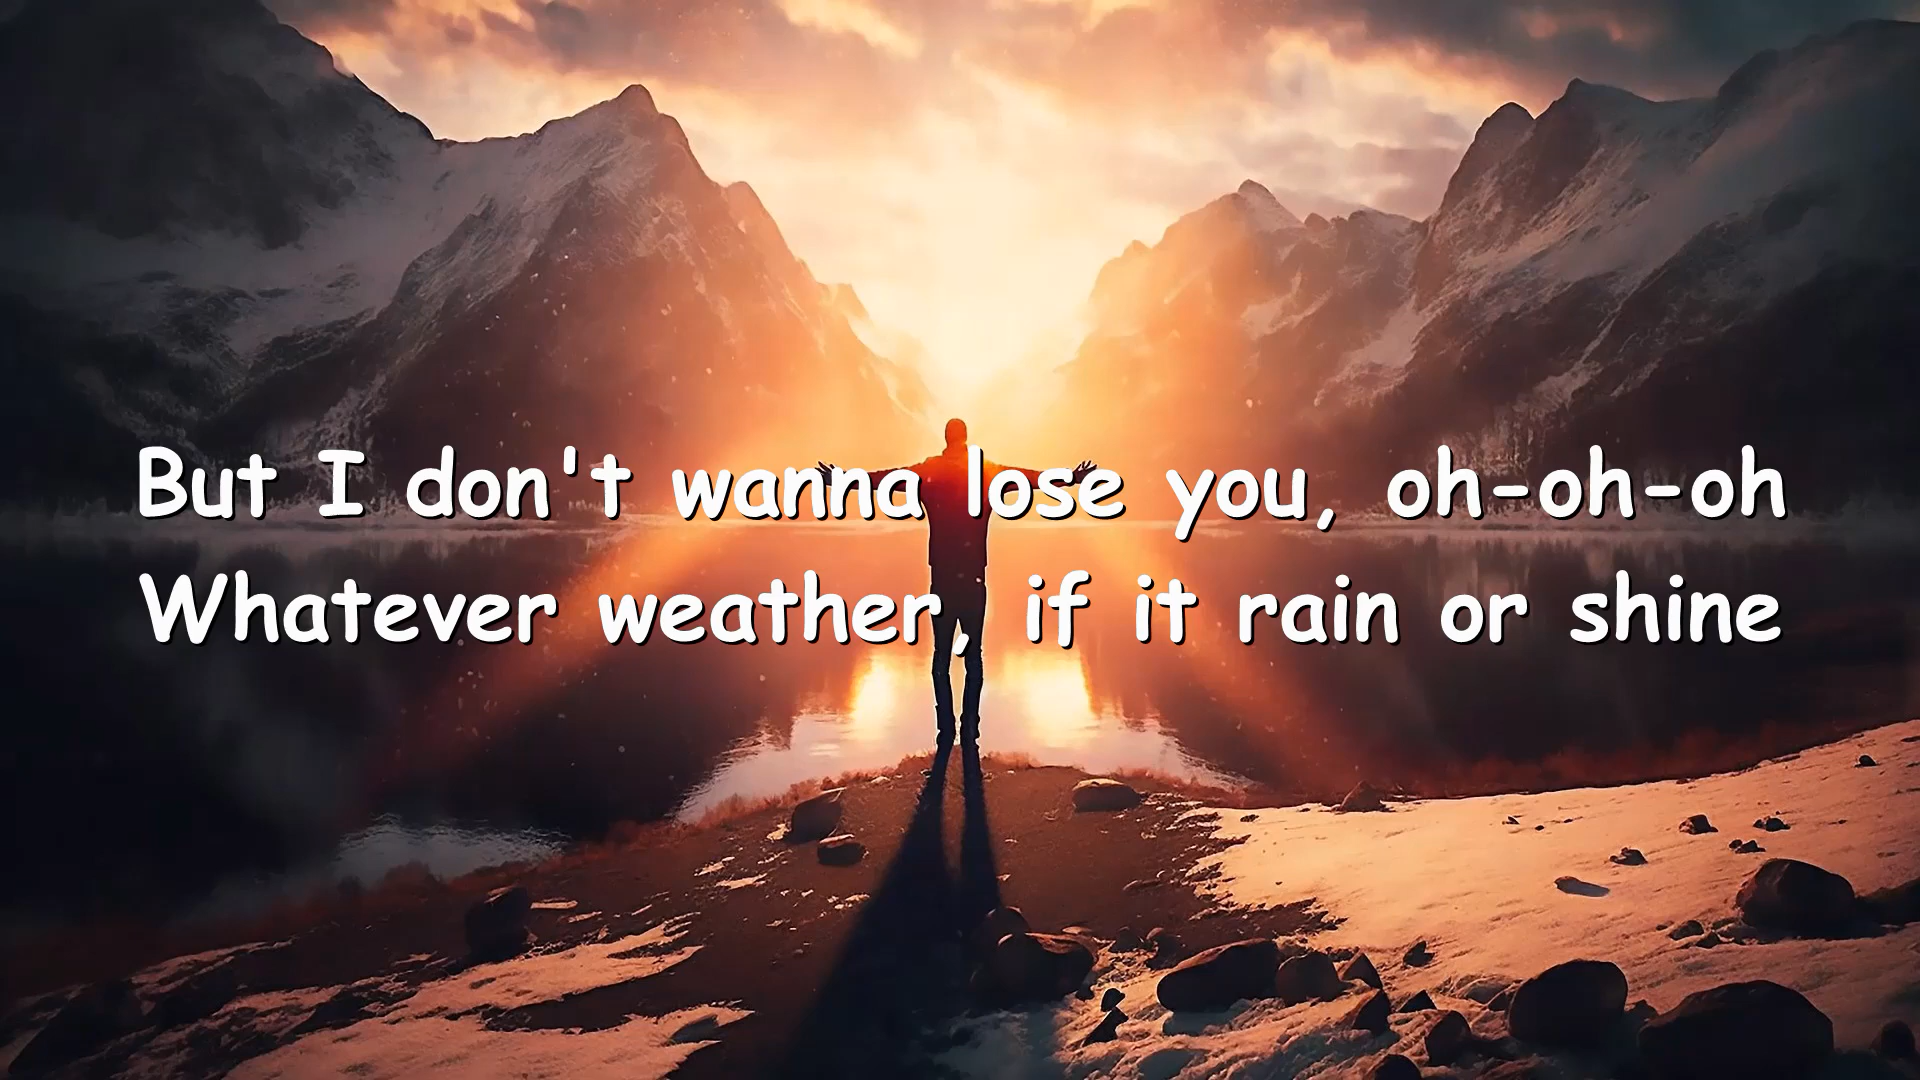 But I don't wanna lose you, oh-oh-oh
Whatever weather, if it rain or shine